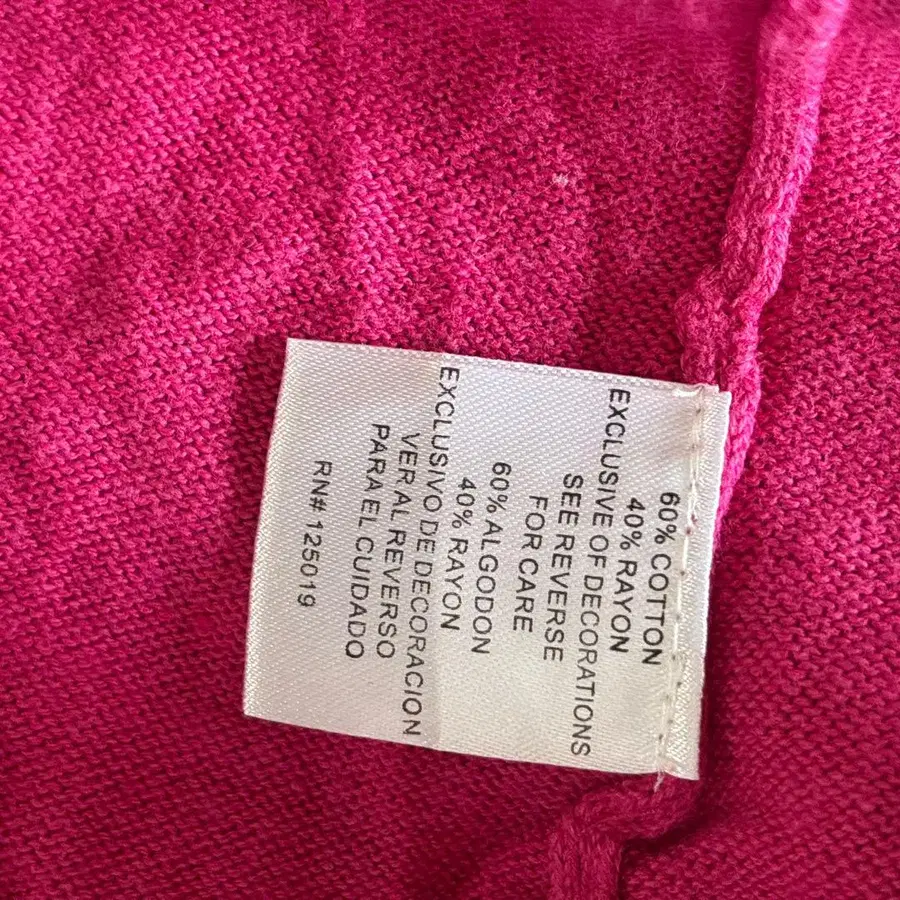 60% COTTON
40% RAYON
EXCLUSIVE OF DECORATIONS
SEE REVERSE
FOR CARE
60% ALGODON
40% RAYON
EXCLUSIVO DE DECORACION
VER AL REVERSO
PARA EL CUIDADO
RN# 125019